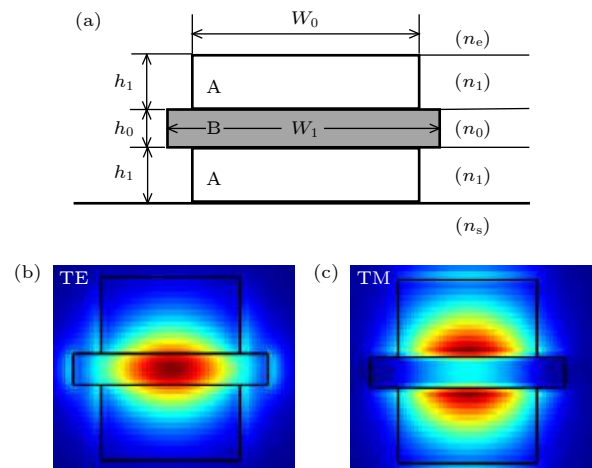 (a)
W₀
(nₑ)
h₁
A
(n₁)
h₀
B
W₁
(n₀)
h₁
A
(n₁)
(nₛ)
(b)
TE
(c)
TM